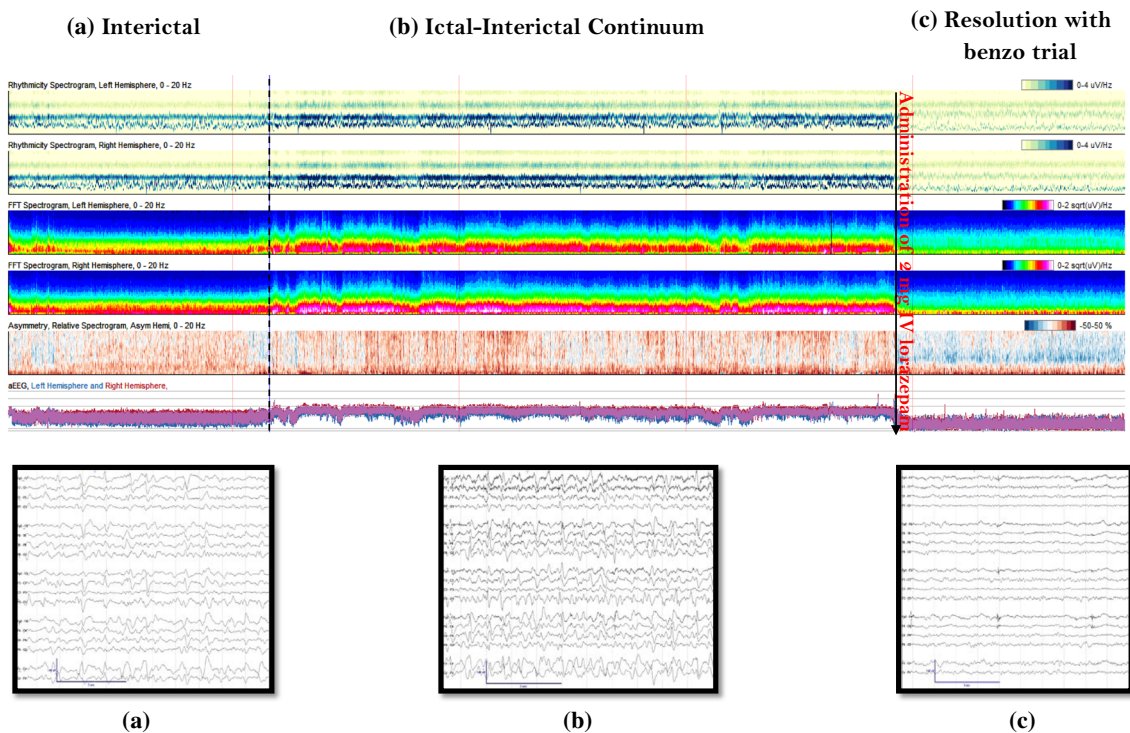 (a) Interictal
(b) Ictal-Interictal Continuum
(c) Resolution with
benzo trial
Rhythmicity Spectrogram, Left Hemisphere, 0 - 20 Hz
0-4 uV/Hz
Rhythmicity Spectrogram, Right Hemisphere, 0 - 20 Hz
0-4 uV/Hz
FFT Spectrogram, Left Hemisphere, 0 - 20 Hz
0-2 sqrt(uV)/Hz
FFT Spectrogram, Right Hemisphere, 0 - 20 Hz
0-2 sqrt(uV)/Hz
Asymmetry, Relative Spectrogram, Asym Hemi, 0 - 20 Hz
-50-50 %
aEEG, Left Hemisphere and Right Hemisphere,
Administration of 2 mg IV lorazepam
(a)
(b)
(c)